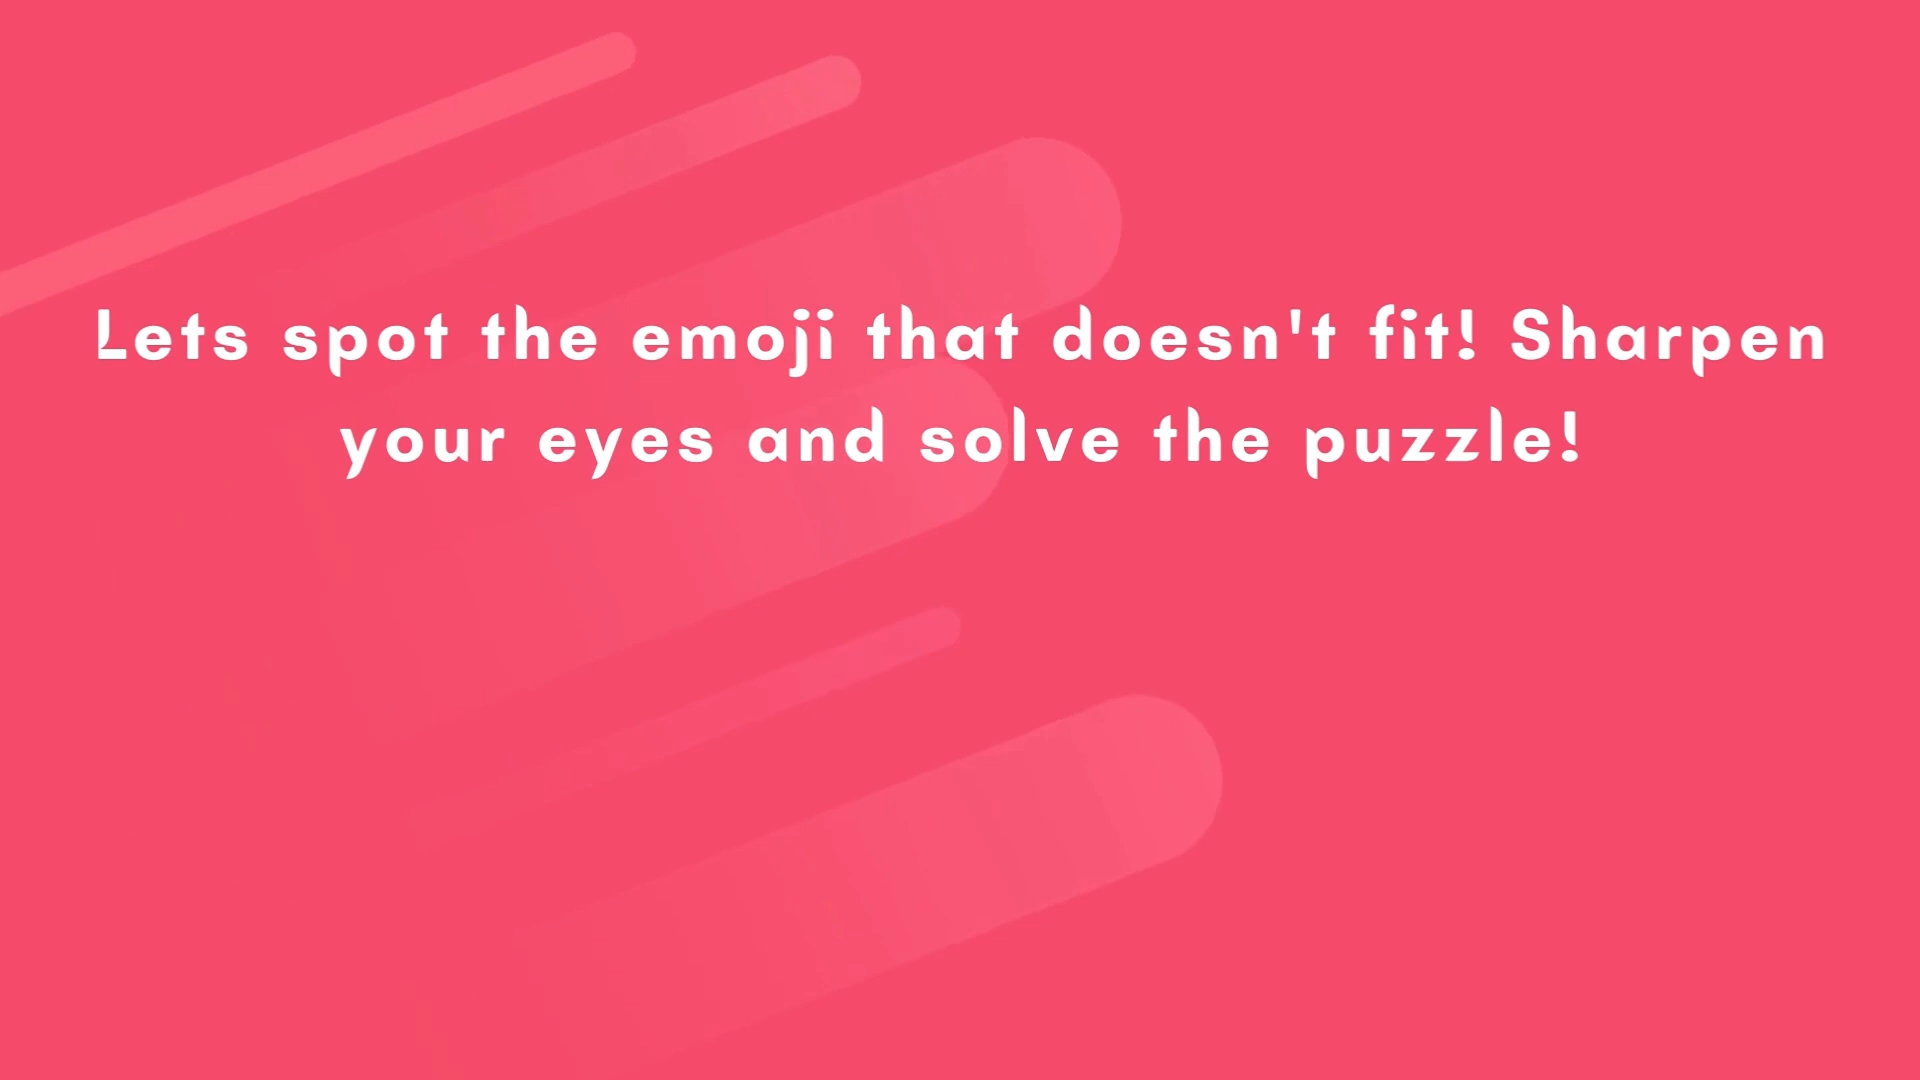 Lets spot the emoji that doesn't fit! Sharpen
your eyes and solve the puzzle!